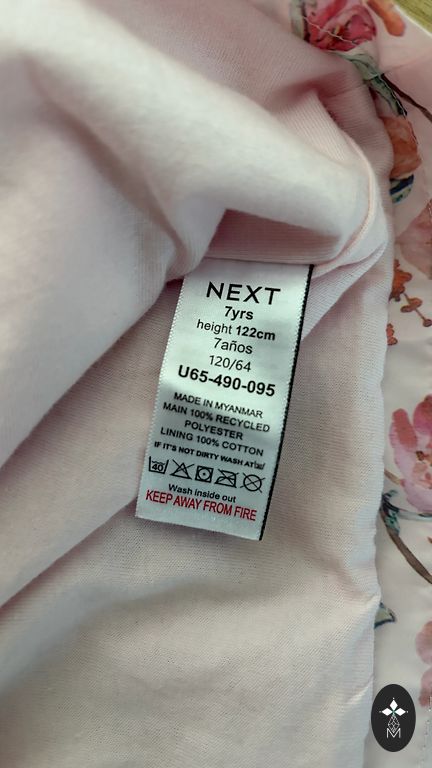 NEXT
7yrs
height 122cm
7años
120/64
U65-490-095
MADE IN MYANMAR
MAIN 100% RECYCLED
POLYESTER
LINING 100% COTTON
IF IT'S NOT DIRTY WASH AT
40
Wash inside out
KEEP AWAY FROM FIRE
M